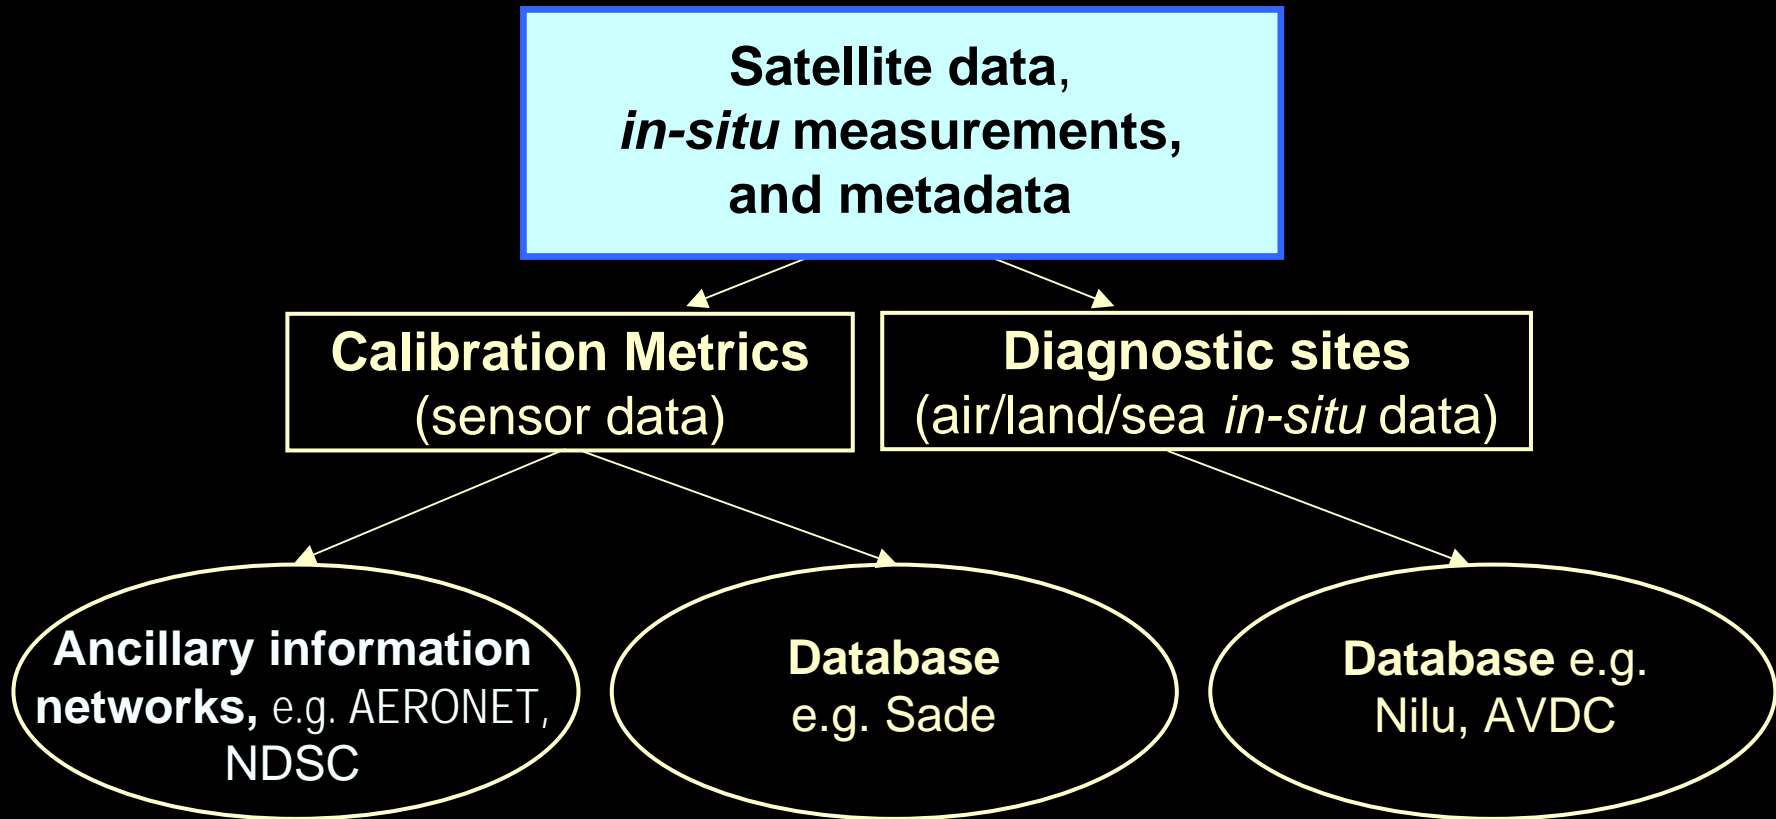 Satellite data,
in-situ measurements,
and metadata
Calibration Metrics
(sensor data)
Diagnostic sites
(air/land/sea in-situ data)
Ancillary information
networks, e.g. AERONET,
NDSC
Database
e.g. Sade
Database e.g.
Nilu, AVDC